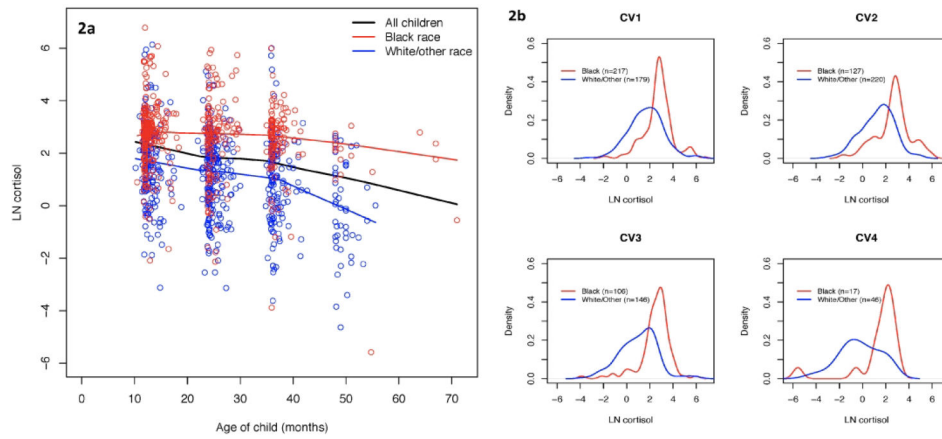 2a
All children
Black race
White/other race
LN cortisol
6
4
2
0
−2
−4
−6
0
10
20
30
40
50
60
70
Age of child (months)
2b
CV1
Black (n=217)
White/Other (n=179)
Density
0.6
0.4
0.2
0.0
−6 −4 −2 0 2 4 6
LN cortisol
CV2
Black (n=127)
White/Other (n=220)
Density
0.6
0.4
0.2
0.0
−6 −4 −2 0 2 4 6
LN cortisol
CV3
Black (n=106)
White/Other (n=146)
Density
0.6
0.4
0.2
0.0
−6 −4 −2 0 2 4 6
LN cortisol
CV4
Black (n=17)
White/Other (n=46)
Density
0.6
0.4
0.2
0.0
−6 −4 −2 0 2 4 6
LN cortisol